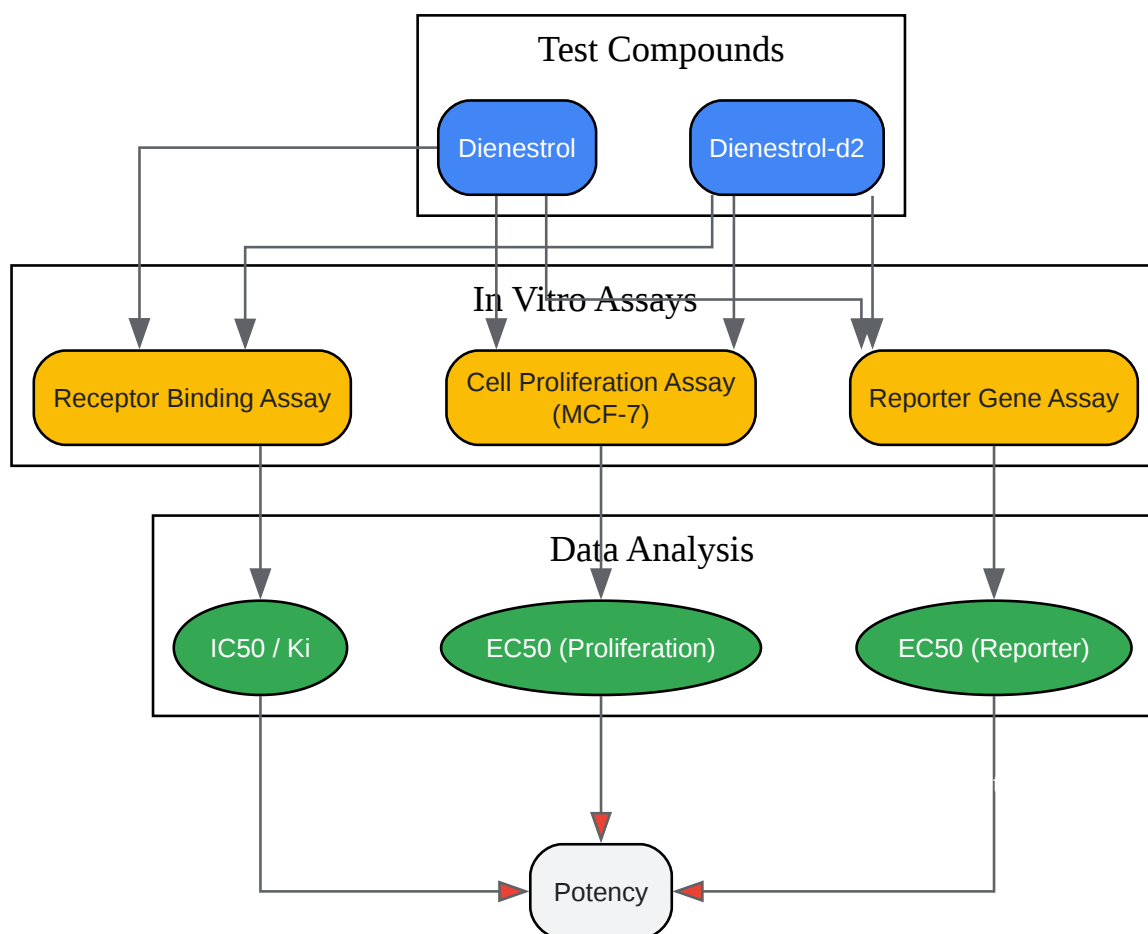 Test Compounds
Dienestrol
Dienestrol-d2
In Vitro Assays
Receptor Binding Assay
Cell Proliferation Assay
(MCF-7)
Reporter Gene Assay
Data Analysis
IC50 / Ki
EC50 (Proliferation)
EC50 (Reporter)
Potency